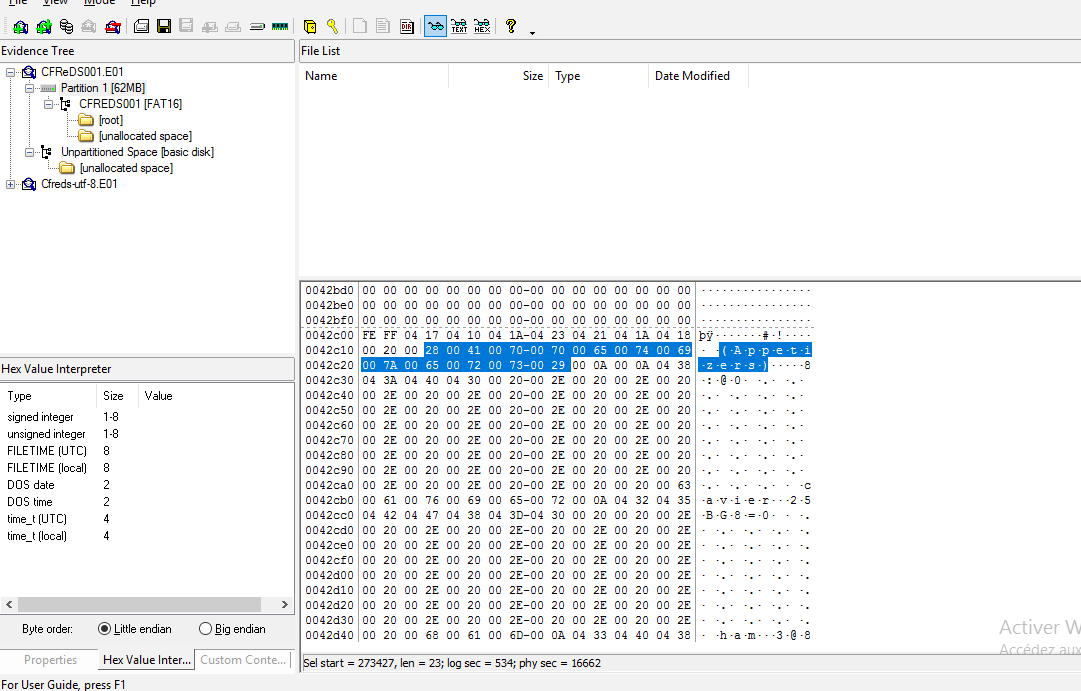 File View Mode Help
Evidence Tree
CFReDS001.E01
Partition 1 [62MB]
CFREDS001 [FAT16]
[root]
[unallocated space]
Unpartitioned Space [basic disk]
[unallocated space]
Cfreds-utf-8.E01
File List
Name Size Type Date Modified
Hex Value Interpreter
Type Size Value
signed integer 1-8
unsigned integer 1-8
FILETIME (UTC) 8
FILETIME (local) 8
DOS date 2
DOS time 2
time_t (UTC) 4
time_t (local) 4
Byte order: Little endian Big endian
Properties Hex Value Inter... Custom Conte...
0042bd0 00 00 00 00 00 00 00 00-00 00 00 00 00 00 00 00 ················
0042be0 00 00 00 00 00 00 00 00-00 00 00 00 00 00 00 00 ················
0042bf0 00 00 00 00 00 00 00 00-00 00 00 00 00 00 00 00 ················
0042c00 FE FF 04 17 04 10 04 1A-04 23 04 21 04 1A 04 18 þÿ·······#·!····
0042c10 00 20 00 28 00 41 00 70-00 70 00 65 00 74 00 69 · ·(·A·p·p·e·t·i
0042c20 00 7A 00 65 00 72 00 73-00 29 00 0A 00 0A 04 38 ·z·e·r·s·)·····8
0042c30 04 3A 04 40 04 30 00 20-00 2E 00 20 00 2E 00 20 ·:·@·0· ·.· ·.· 
0042c40 00 2E 00 20 00 2E 00 20-00 2E 00 20 00 2E 00 20 ·.· ·.· ·.· ·.· 
0042c50 00 2E 00 20 00 2E 00 20-00 2E 00 20 00 2E 00 20 ·.· ·.· ·.· ·.· 
0042c60 00 2E 00 20 00 2E 00 20-00 2E 00 20 00 2E 00 20 ·.· ·.· ·.· ·.· 
0042c70 00 2E 00 20 00 2E 00 20-00 2E 00 20 00 2E 00 20 ·.· ·.· ·.· ·.· 
0042c80 00 2E 00 20 00 2E 00 20-00 2E 00 20 00 2E 00 20 ·.· ·.· ·.· ·.· 
0042c90 00 2E 00 20 00 2E 00 20-00 2E 00 20 00 2E 00 20 ·.· ·.· ·.· ·.· 
0042ca0 00 2E 00 20 00 2E 00 20-00 2E 00 20 00 20 00 63 ·.· ·.· ·.· · ·c
0042cb0 00 61 00 76 00 69 00 65-00 72 00 0A 04 32 04 35 ·a·v·i·e·r···2·5
0042cc0 04 42 04 47 04 38 04 3D-04 30 00 20 00 20 00 2E ·B·G·8·=·0· · ·.
0042cd0 00 20 00 2E 00 20 00 2E-00 20 00 2E 00 20 00 2E · ·.· ·.· ·.· ·.
0042ce0 00 20 00 2E 00 20 00 2E-00 20 00 2E 00 20 00 2E · ·.· ·.· ·.· ·.
0042cf0 00 20 00 2E 00 20 00 2E-00 20 00 2E 00 20 00 2E · ·.· ·.· ·.· ·.
0042d00 00 20 00 2E 00 20 00 2E-00 20 00 2E 00 20 00 2E · ·.· ·.· ·.· ·.
0042d10 00 20 00 2E 00 20 00 2E-00 20 00 2E 00 20 00 2E · ·.· ·.· ·.· ·.
0042d20 00 20 00 2E 00 20 00 2E-00 20 00 2E 00 20 00 2E · ·.· ·.· ·.· ·.
0042d30 00 20 00 2E 00 20 00 2E-00 20 00 2E 00 20 00 2E · ·.· ·.· ·.· ·.
0042d40 00 20 00 68 00 61 00 6D-00 0A 04 33 04 40 04 38 · ·h·a·m···3·@·8
Sel start = 273427, len = 23; log sec = 534; phy sec = 16662
For User Guide, press F1
Activer W
Accédez aux